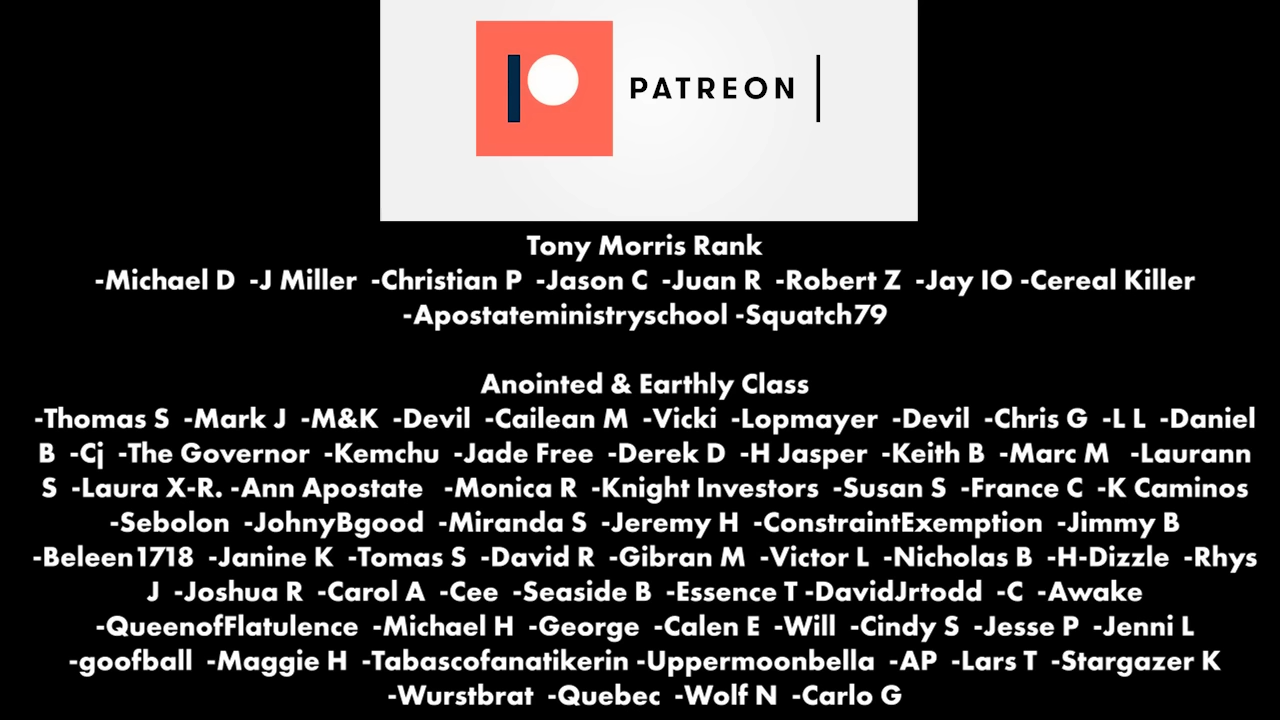 PATREON
Tony Morris Rank
-Michael D -J Miller -Christian P -Jason C -Juan R -Robert Z -Jay IO -Cereal Killer
-Apostateministryschool -Squatch79
Anointed & Earthly Class
-Thomas S -Mark J -M&K -Devil -Cailean M -Vicki -Lopmayer -Devil -Chris G -L L -Daniel
B -Cj -The Governor -Kemchu -Jade Free -Derek D -H Jasper -Keith B -Marc M -Laurann
S -Laura X-R. -Ann Apostate -Monica R -Knight Investors -Susan S -France C -K Caminos
-Sebolon -JohnyBgood -Miranda S -Jeremy H -ConstraintExemption -Jimmy B
-Beleen1718 -Janine K -Tomas S -David R -Gibran M -Victor L -Nicholas B -H-Dizzle -Rhys
J -Joshua R -Carol A -Cee -Seaside B -Essence T -DavidJrtodd -C -Awake
-QueenofFlatulence -Michael H -George -Calen E -Will -Cindy S -Jesse P -Jenni L
-goofball -Maggie H -Tabascofanatikerin -Uppermoonbella -AP -Lars T -Stargazer K
-Wurstbrat -Quebec -Wolf N -Carlo G